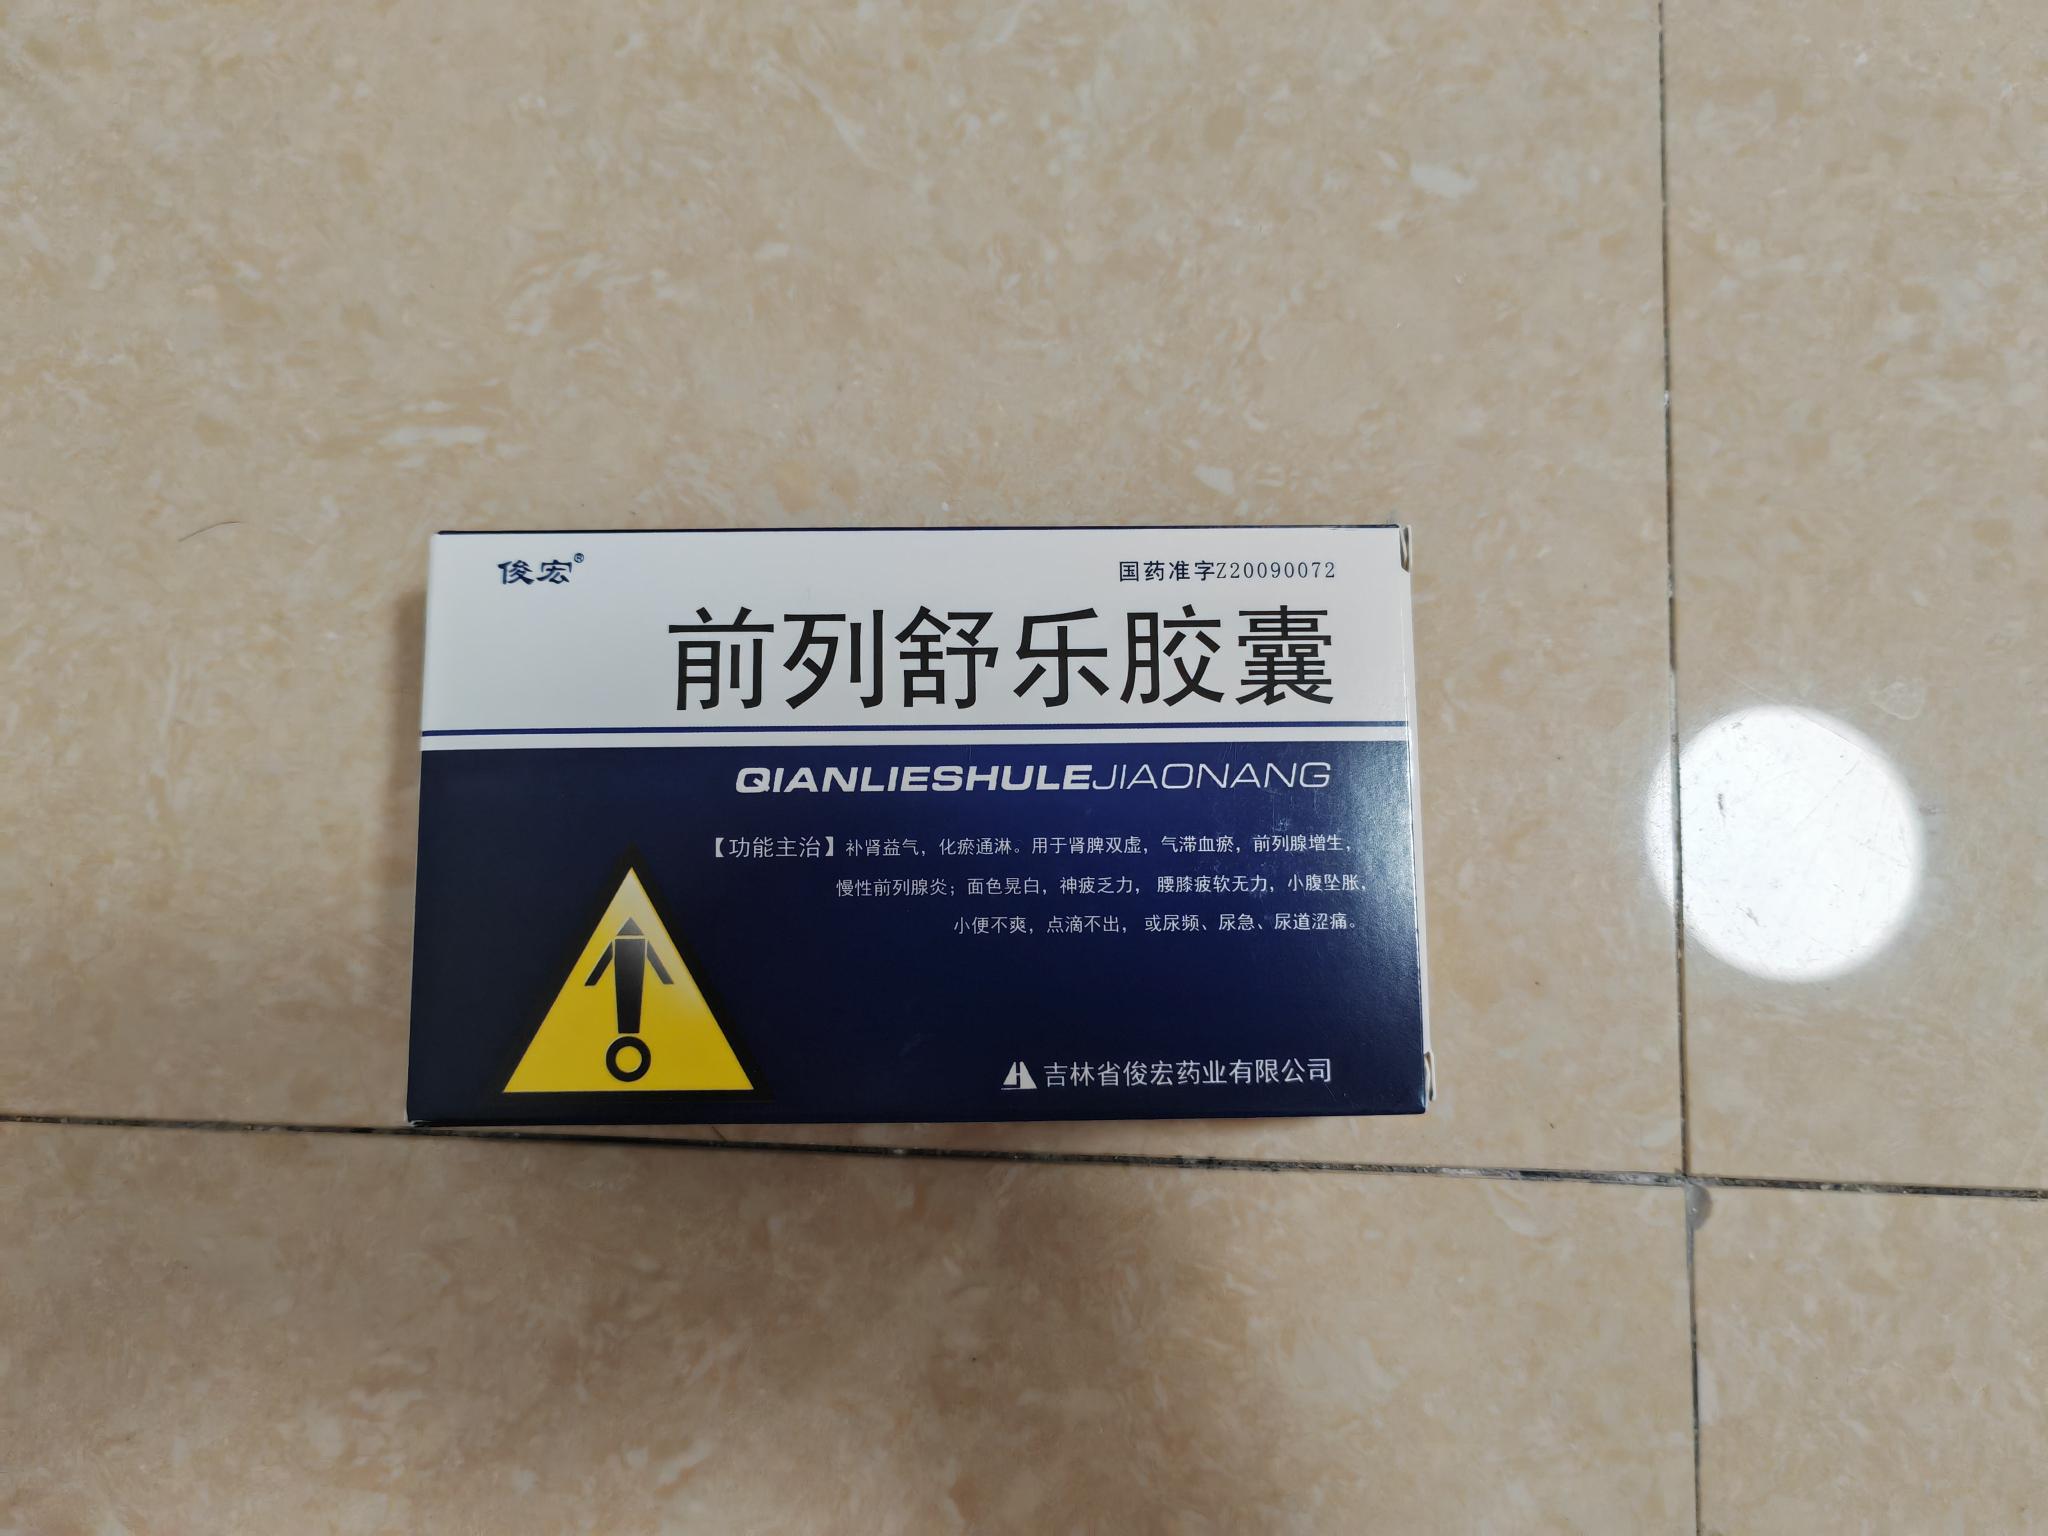 俊宏®
国药准字Z20090072
前列舒乐胶囊
QIANLIESHULEJIAONANG
【功能主治】补肾益气，化瘀通淋。用于肾脾双虚，气滞血瘀，前列腺增生，
慢性前列腺炎；面色晃白，神疲乏力，腰膝疲软无力，小腹坠胀，
小便不爽，点滴不出，或尿频、尿急、尿道涩痛。
吉林省俊宏药业有限公司